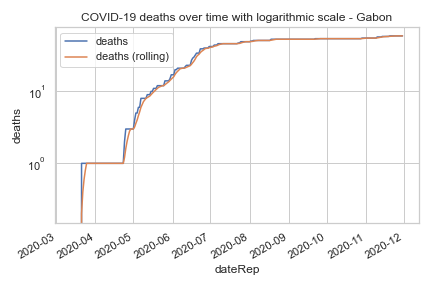 COVID-19 deaths over time with logarithmic scale - Gabon
deaths
deaths (rolling)
10¹
10⁰
deaths
2020-03
2020-04
2020-05
2020-06
2020-07
2020-08
2020-09
2020-10
2020-11
2020-12
dateRep